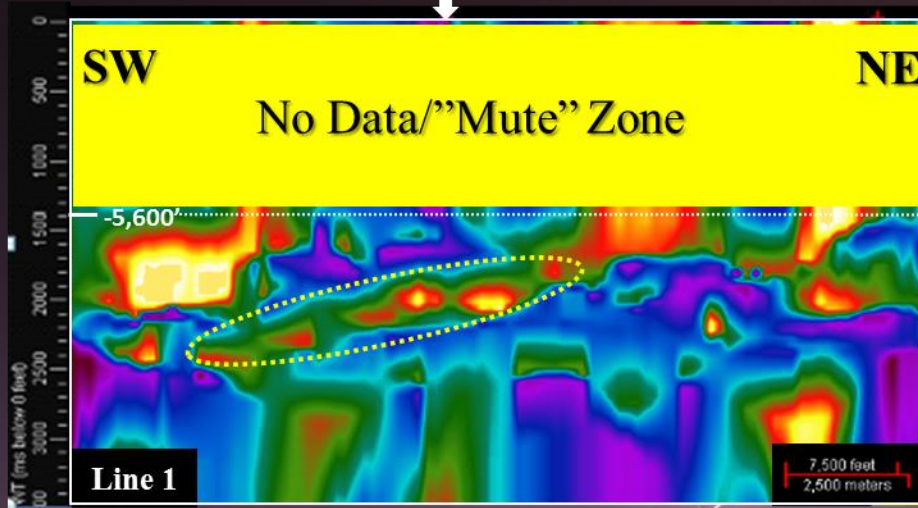 0
500
1000
1500
2000
2500
3000
SW
NE
No Data/”Mute” Zone
-5,600’
(ms below 0 feet)
Line 1
7,500 feet
2,500 meters